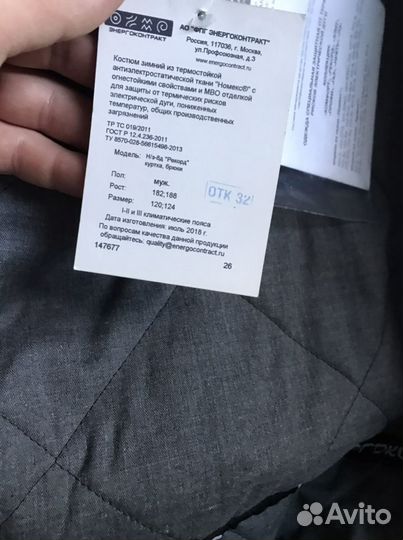 ЭНЕРГОКОНТРАКТ
АО "ФПГ ЭНЕРГОКОНТРАКТ"
Россия, 117036, г. Москва,
ул.Профсоюзная, д.3
www.energocontract.ru
Костюм зимний из термостойкой
антиэлектростатической ткани "Номекс®" с
огнестойкими свойствами и МВО отделкой
для защиты от термических рисков
электрической дуги, пониженных
температур, общих производственных
загрязнений
ТР ТС 019/2011
ГОСТ Р 12.4.236-2011
ТУ 8570-028-56615496-2013
Модель: Н/з-8д "Рекорд"
куртка, брюки
Пол: муж.
Рост: 182;188
Размер: 120;124
ОТК 32
I-II и III климатические пояса
Дата изготовления: июль 2018 г.
По вопросам качества данной продукции
обращайтесь: quality@energocontract.ru
147677
26
Avito